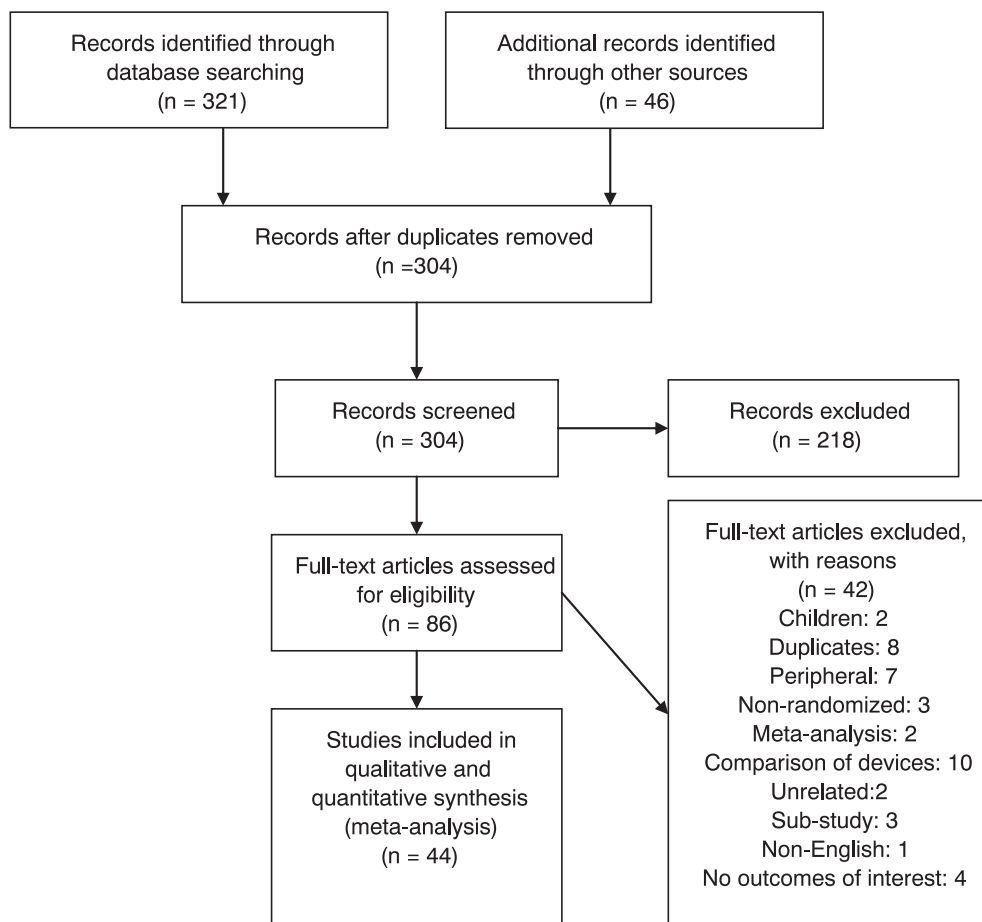 Records identified through
database searching
(n = 321)
Additional records identified
through other sources
(n = 46)
Records after duplicates removed
(n =304)
Records screened
(n = 304)
Records excluded
(n = 218)
Full-text articles assessed
for eligibility
(n = 86)
Full-text articles excluded,
with reasons
(n = 42)
Children: 2
Duplicates: 8
Peripheral: 7
Non-randomized: 3
Meta-analysis: 2
Comparison of devices: 10
Unrelated:2
Sub-study: 3
Non-English: 1
No outcomes of interest: 4
Studies included in
qualitative and
quantitative synthesis
(meta-analysis)
(n = 44)